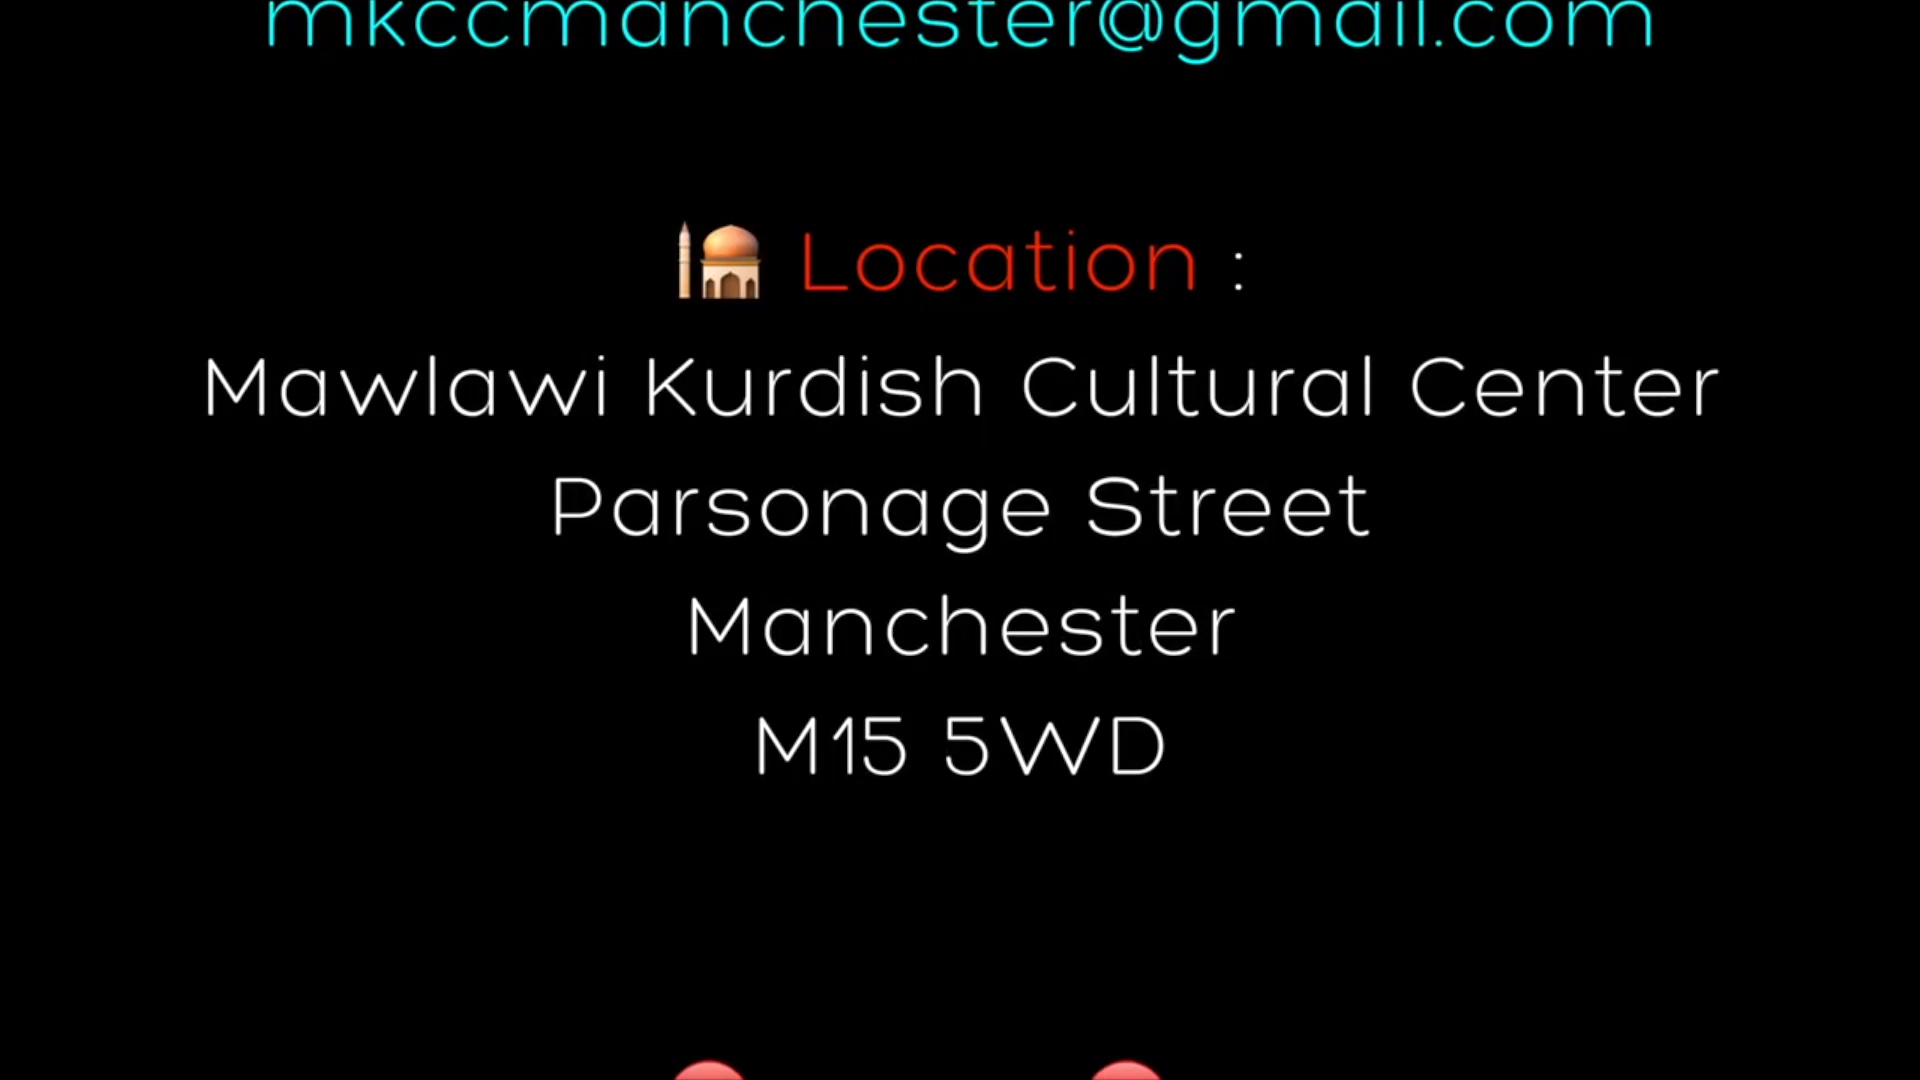 mkccmanchester@gmail.com
🕌 Location :
Mawlawi Kurdish Cultural Center
Parsonage Street
Manchester
M15 5WD